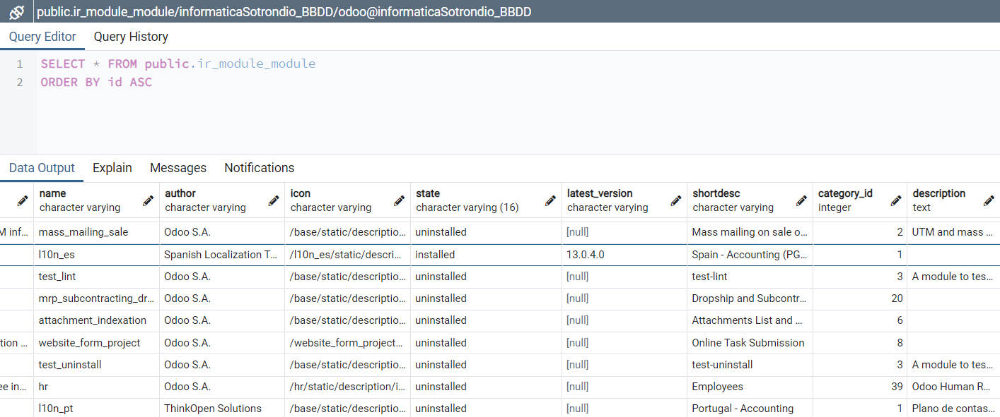 public.ir_module_module/informaticaSotrondio_BBDD/odoo@informaticaSotrondio_BBDD
Query Editor Query History
1 SELECT * FROM public.ir_module_module
2 ORDER BY id ASC
Data Output Explain Messages Notifications
name author icon state latest_version shortdesc category_id description
character varying character varying character varying character varying (16) character varying character varying integer text
M inf... mass_mailing_sale Odoo S.A. /base/static/descriptio... uninstalled [null] Mass mailing on sale o... 2 UTM and mass ...
l10n_es Spanish Localization T... /l10n_es/static/descri... installed 13.0.4.0 Spain - Accounting (PG... 1
test_lint Odoo S.A. /base/static/descriptio... uninstalled [null] test-lint 3 A module to tes...
mrp_subcontracting_dr... Odoo S.A. /base/static/descriptio... uninstalled [null] Dropship and Subcontr... 20
attachment_indexation Odoo S.A. /base/static/descriptio... uninstalled [null] Attachments List and ... 6
tion ... website_form_project Odoo S.A. /website_form_project... uninstalled [null] Online Task Submission 8
test_uninstall Odoo S.A. /base/static/descriptio... uninstalled [null] test-uninstall 3 A module to tes...
ee in... hr Odoo S.A. /hr/static/description/i... uninstalled [null] Employees 39 Odoo Human R...
l10n_pt ThinkOpen Solutions /base/static/descriptio... uninstalled [null] Portugal - Accounting 1 Plano de contas...